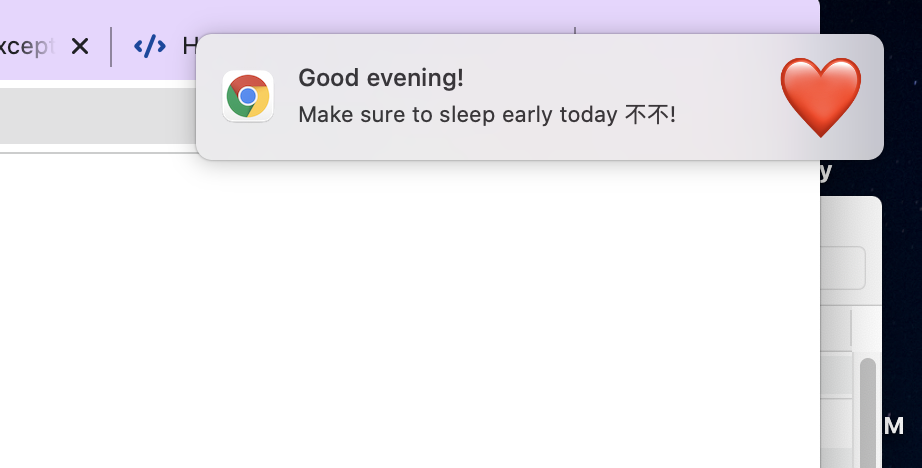 xcept
H
Good evening!
Make sure to sleep early today 不不!
y
M